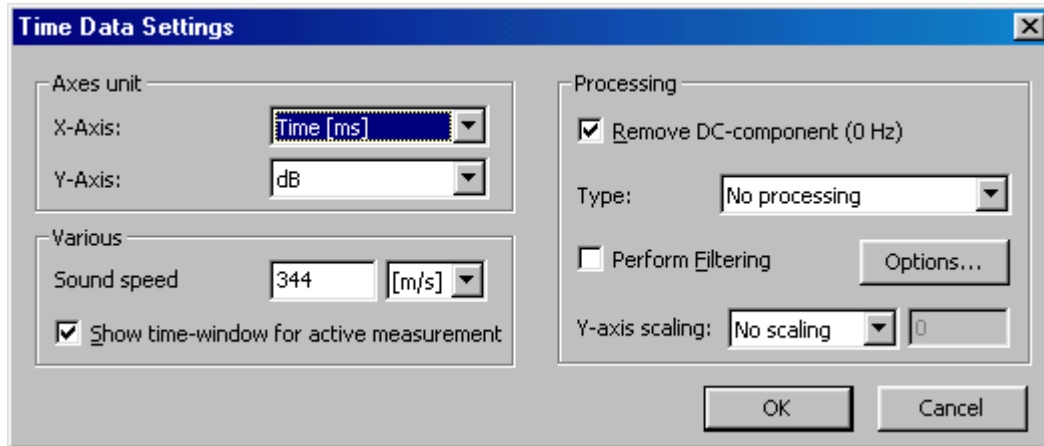 Time Data Settings
Axes unit
X-Axis: Time [ms]
Y-Axis: dB
Various
Sound speed 344 [m/s]
Show time-window for active measurement
Processing
Remove DC-component (0 Hz)
Type: No processing
Perform Filtering Options...
Y-axis scaling: No scaling 0
OK Cancel